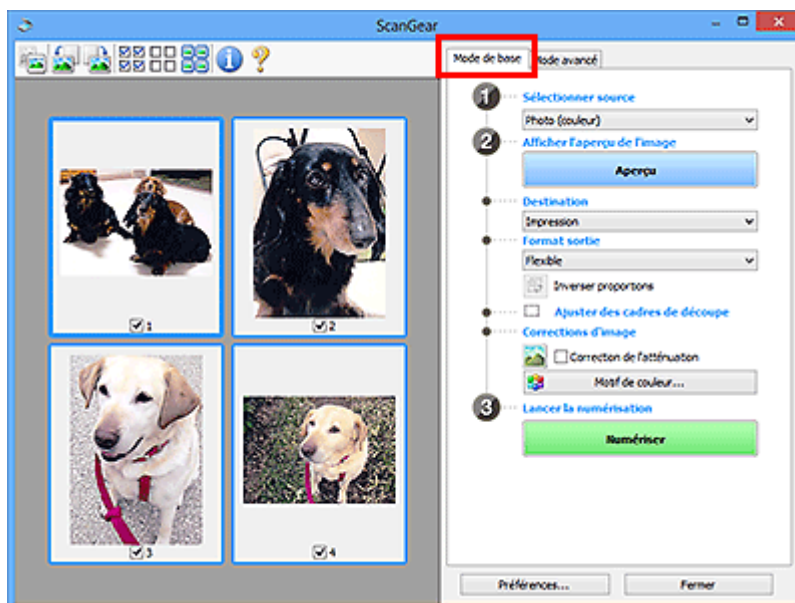 ScanGear
Mode de base
Mode avancé
1 Sélectionner source
Photo (couleur)
2 Afficher l'aperçu de l'image
Aperçu
Destination
Impression
Format sortie
Flexible
Inverser proportions
Ajuster des cadres de découpe
Corrections d'image
Correction de l'atténuation
Motif de couleur...
3 Lancer la numérisation
Numériser
1
2
3
4
Préférences...
Fermer